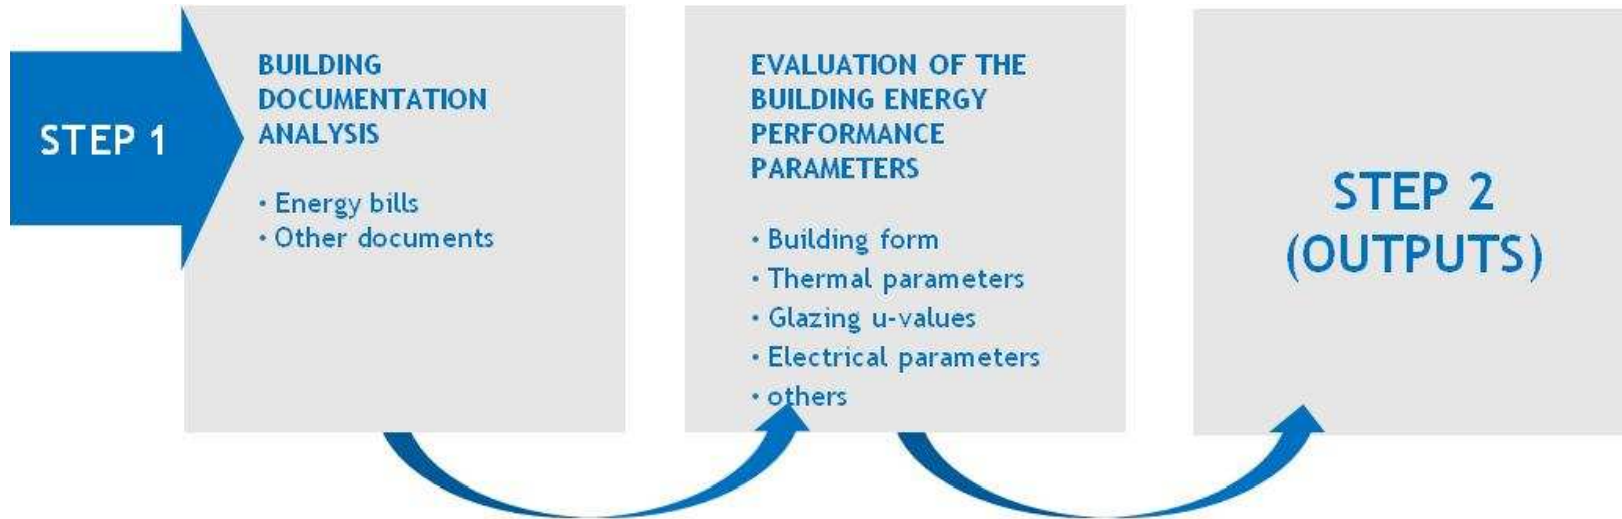 STEP 1
BUILDING
DOCUMENTATION
ANALYSIS
• Energy bills
• Other documents
EVALUATION OF THE
BUILDING ENERGY
PERFORMANCE
PARAMETERS
• Building form
• Thermal parameters
• Glazing u-values
• Electrical parameters
• others
STEP 2
(OUTPUTS)